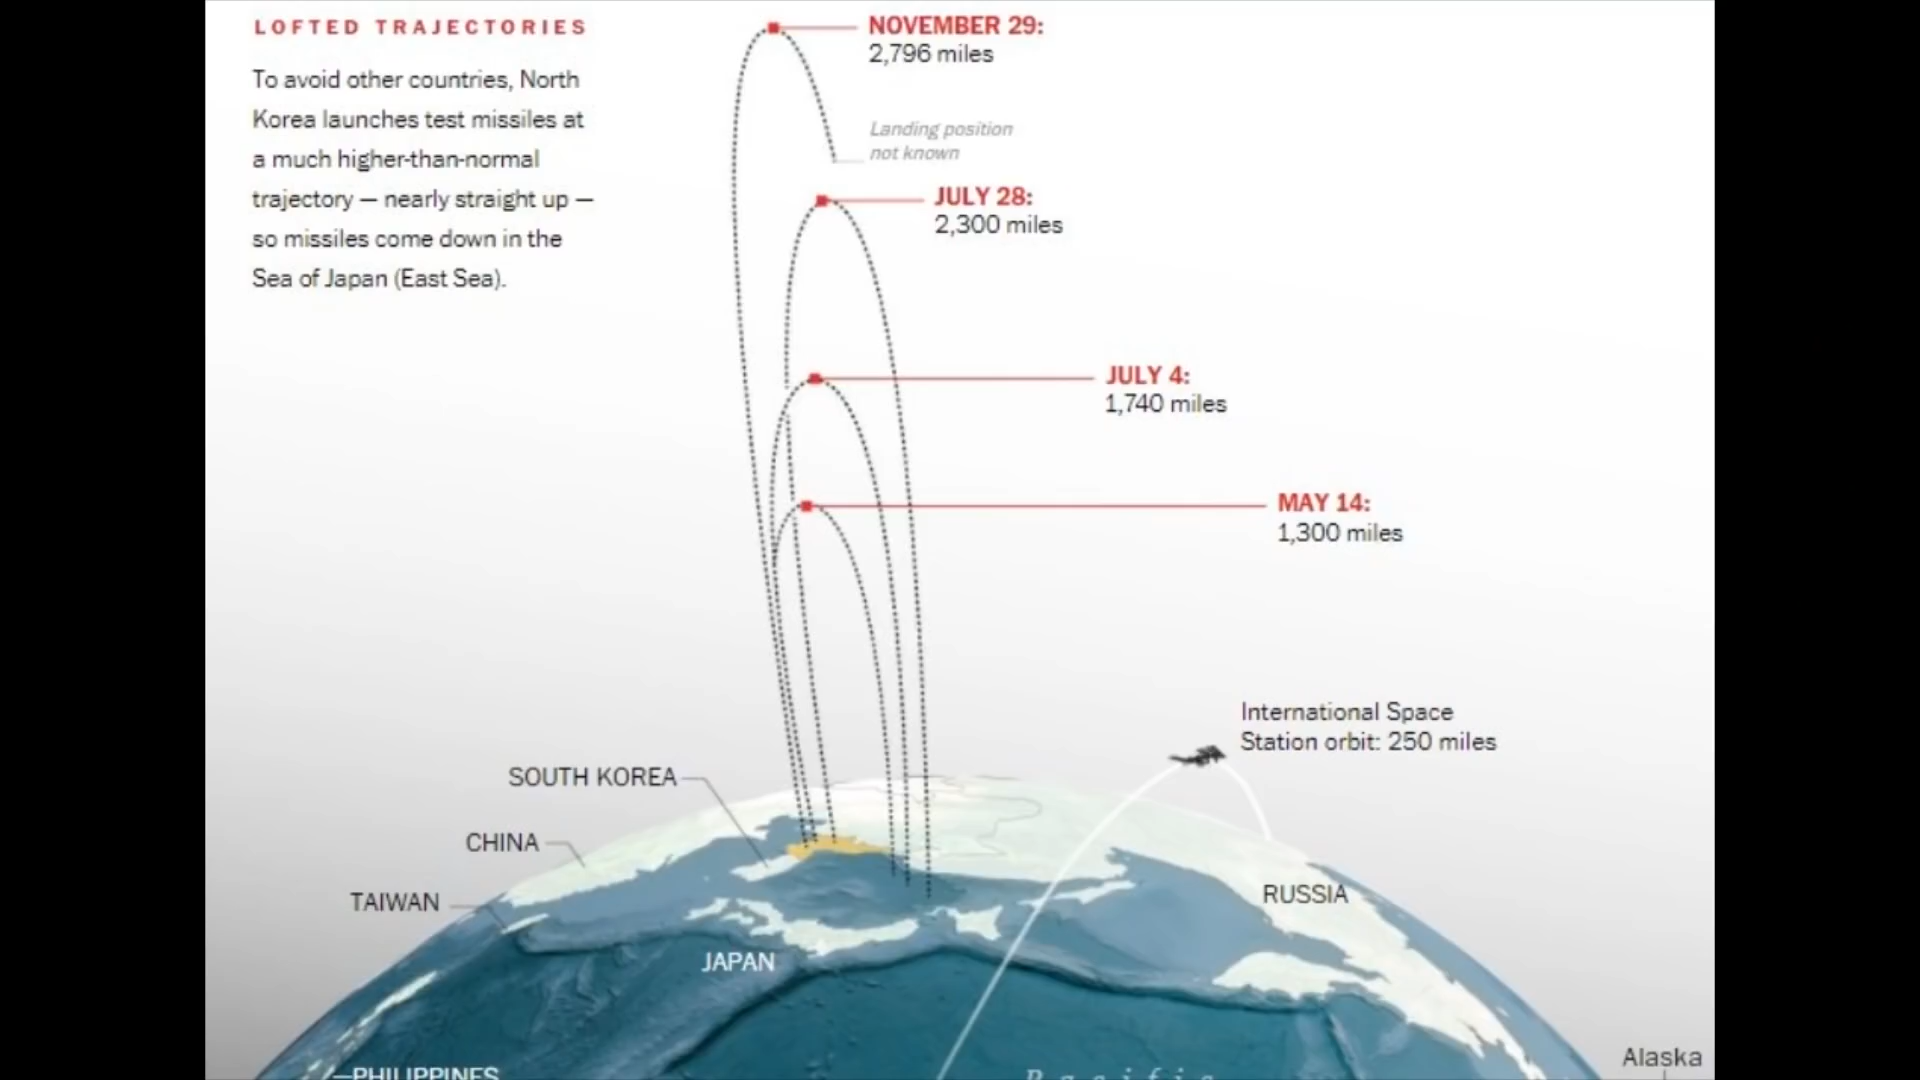 LOFTED TRAJECTORIES
To avoid other countries, North
Korea launches test missiles at
a much higher-than-normal
trajectory — nearly straight up —
so missiles come down in the
Sea of Japan (East Sea).
NOVEMBER 29:
2,796 miles
Landing position
not known
JULY 28:
2,300 miles
JULY 4:
1,740 miles
MAY 14:
1,300 miles
International Space
Station orbit: 250 miles
SOUTH KOREA
CHINA
TAIWAN
RUSSIA
JAPAN
Alaska
PHILIPPINES
Pacific